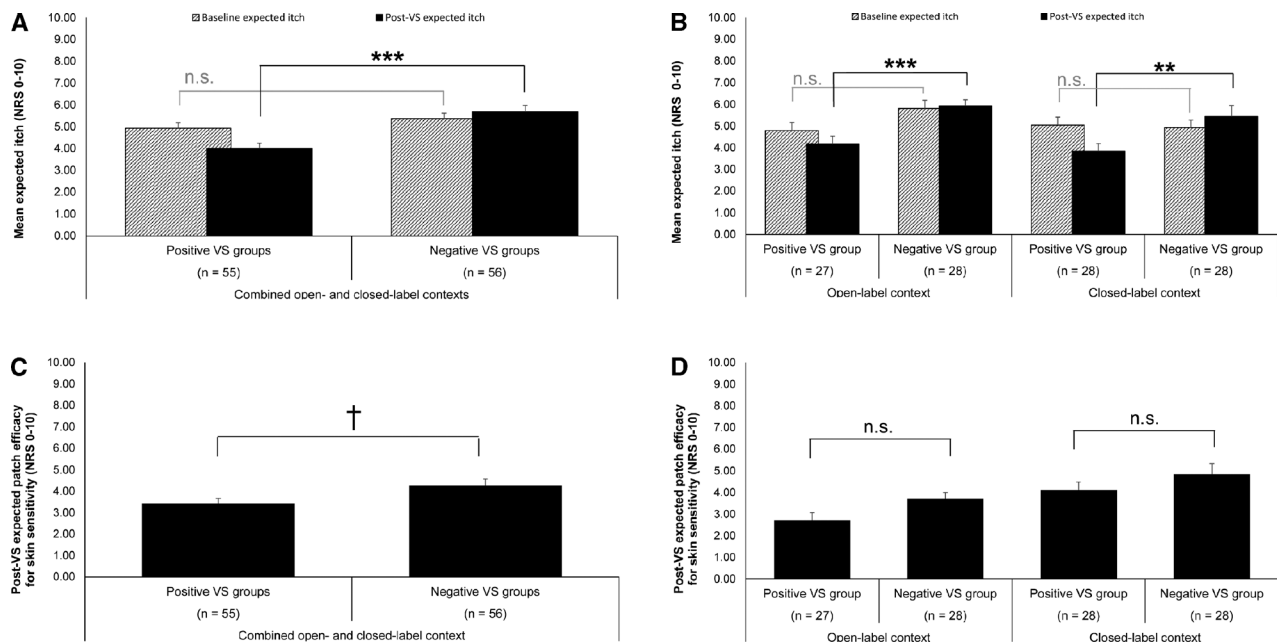 A
Baseline expected itch
Post-VS expected itch
Mean expected itch (NRS 0-10)
10.00
9.00
8.00
7.00
6.00
5.00
4.00
3.00
2.00
1.00
0.00
n.s.
***
Positive VS groups
Negative VS groups
(n = 55)
(n = 56)
Combined open- and closed-label contexts
B
Baseline expected itch
Post-VS expected itch
Mean expected itch (NRS 0-10)
10.00
9.00
8.00
7.00
6.00
5.00
4.00
3.00
2.00
1.00
0.00
n.s.
***
n.s.
**
Positive VS group
Negative VS group
Positive VS group
Negative VS group
(n = 27)
(n = 28)
(n = 28)
(n = 28)
Open-label context
Closed-label context
C
Post-VS expected patch efficacy
for skin sensitivity (NRS 0-10)
10.00
9.00
8.00
7.00
6.00
5.00
4.00
3.00
2.00
1.00
0.00
†
Positive VS groups
Negative VS groups
(n = 55)
(n = 56)
Combined open- and closed-label context
D
Post-VS expected patch efficacy
for skin sensitivity (NRS 0-10)
10.00
9.00
8.00
7.00
6.00
5.00
4.00
3.00
2.00
1.00
0.00
n.s.
n.s.
Positive VS group
Negative VS group
Positive VS group
Negative VS group
(n = 27)
(n = 28)
(n = 28)
(n = 28)
Open-label context
Closed-label context